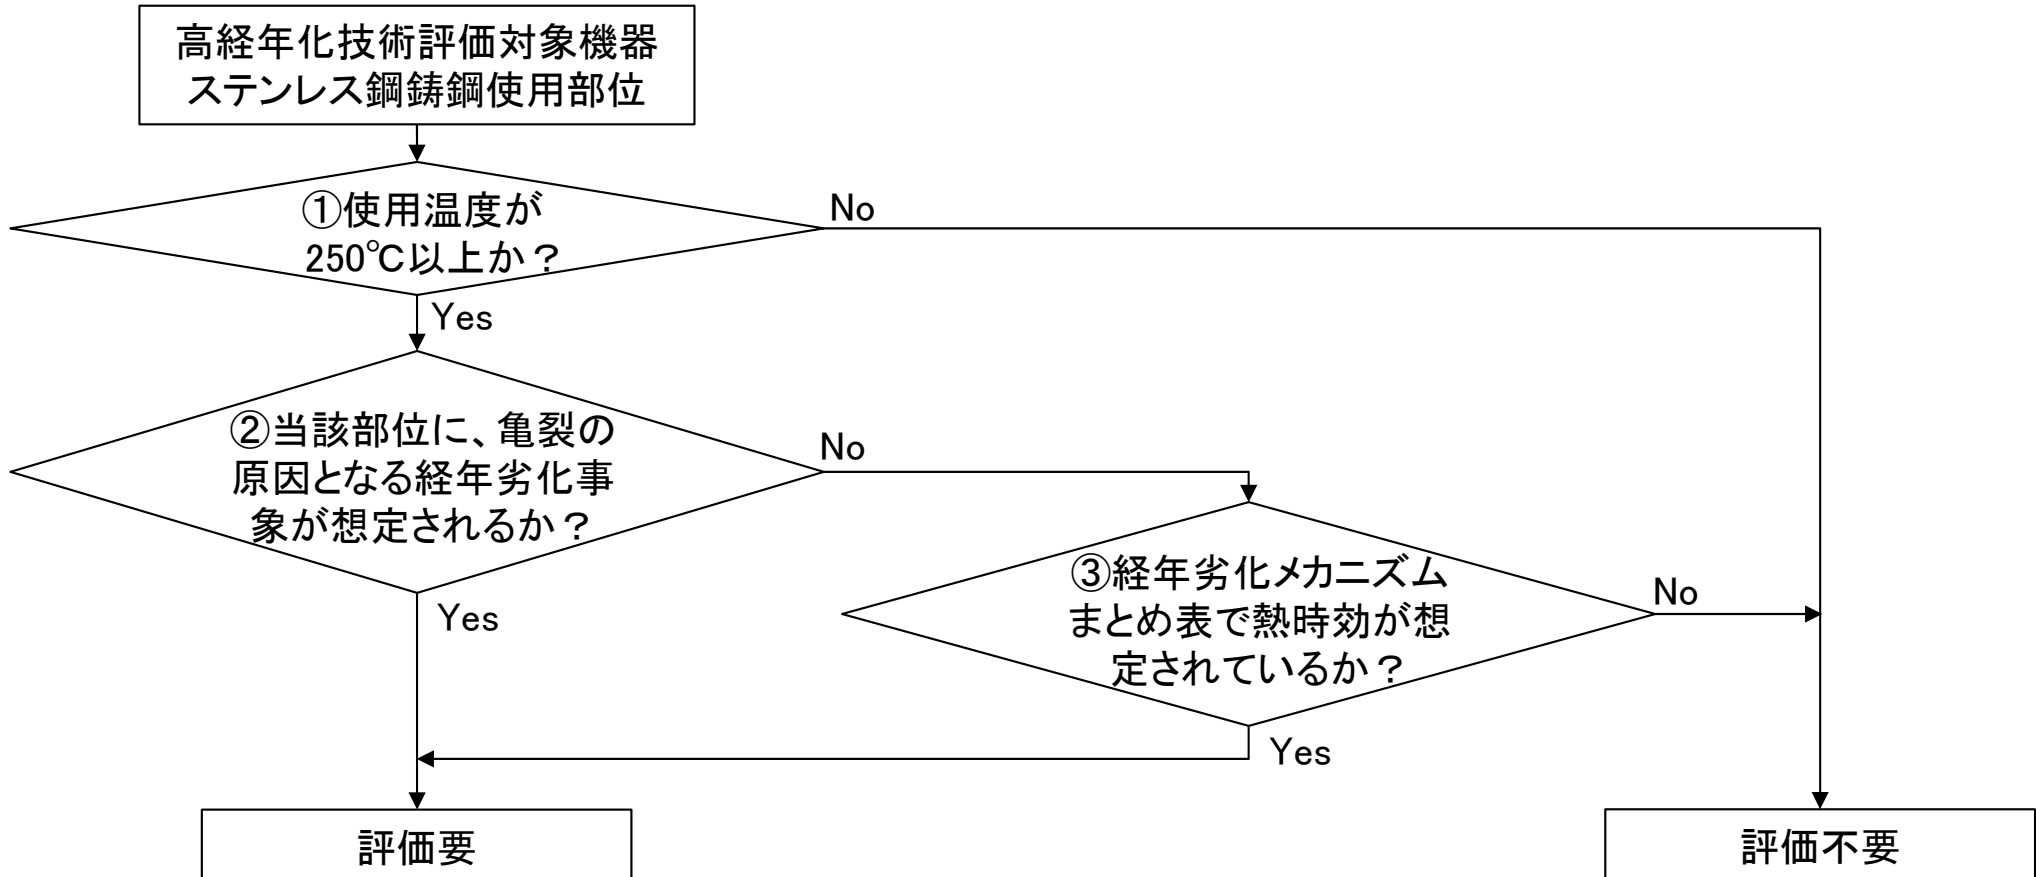 高経年化技術評価対象機器
ステンレス鋼鋳鋼使用部位
①使用温度が
250℃以上か？
No
Yes
②当該部位に、亀裂の
原因となる経年劣化事
象が想定されるか？
No
Yes
③経年劣化メカニズム
まとめ表で熱時効が想
定されているか？
No
Yes
評価要
評価不要